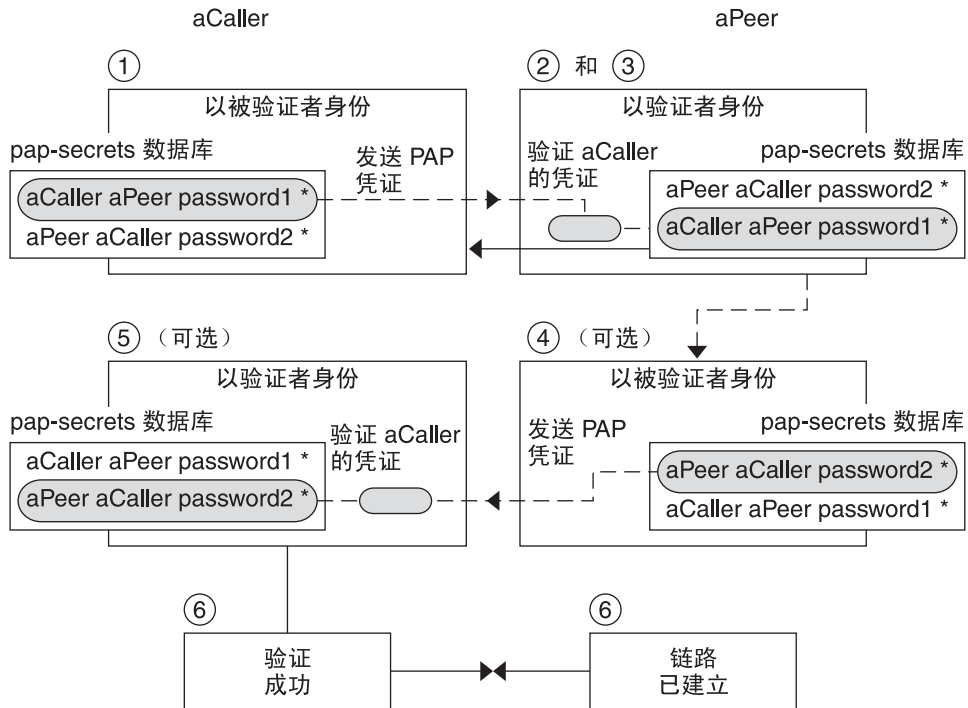 aCaller
aPeer
①
② 和 ③
以被验证者身份
以验证者身份
pap-secrets 数据库
发送 PAP
凭证
验证 aCaller
的凭证
pap-secrets 数据库
aCaller aPeer password1 *
aPeer aCaller password2 *
aPeer aCaller password2 *
aCaller aPeer password1 *
⑤ （可选）
④ （可选）
以验证者身份
以被验证者身份
pap-secrets 数据库
验证 aCaller
的凭证
发送 PAP
凭证
pap-secrets 数据库
aCaller aPeer password1 *
aPeer aCaller password2 *
aPeer aCaller password2 *
aCaller aPeer password1 *
⑥
⑥
验证
成功
链路
已建立